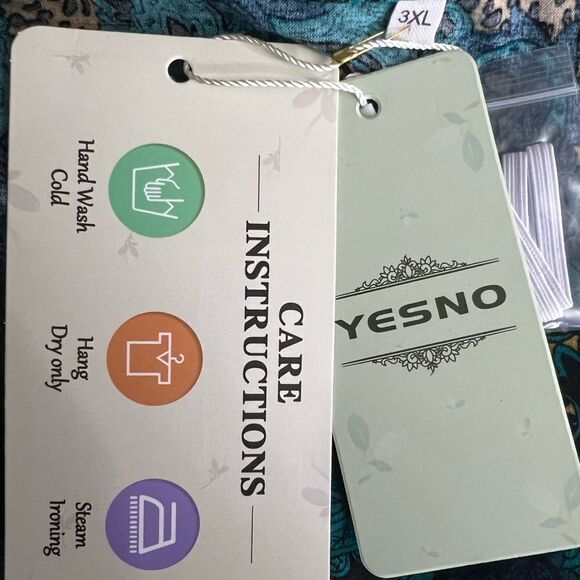 3XL
CARE
INSTRUCTIONS
Hand Wash
Cold
Hang
Dry only
Steam
Ironing
YESNO